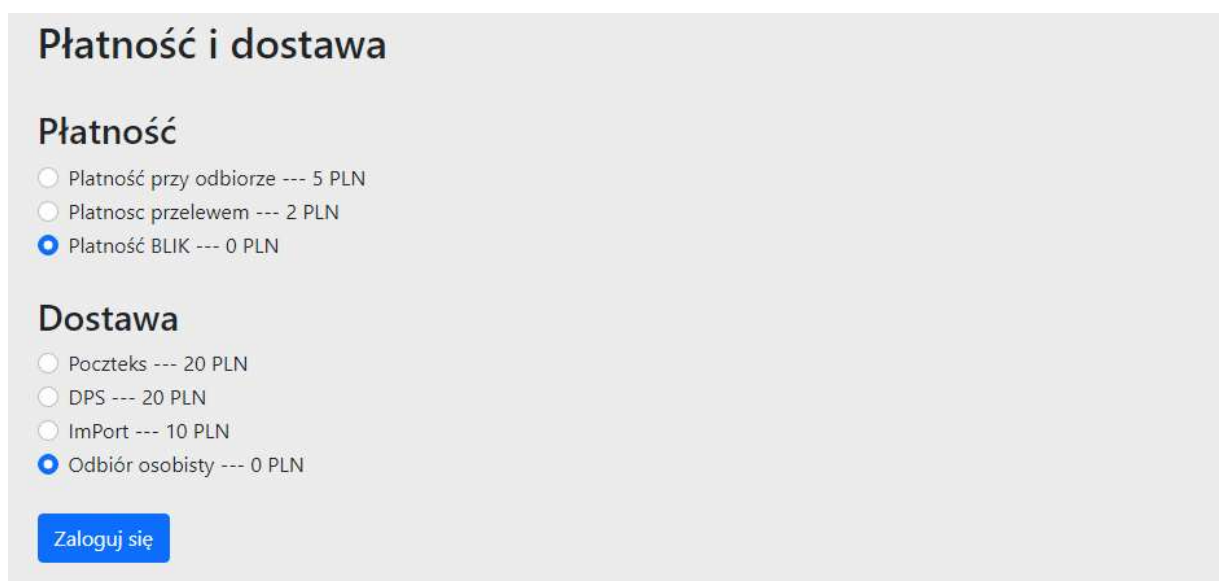 Płatność i dostawa
Płatność
Platność przy odbiorze --- 5 PLN
Platnosc przelewem --- 2 PLN
Platność BLIK --- 0 PLN
Dostawa
Poczteks --- 20 PLN
DPS --- 20 PLN
ImPort --- 10 PLN
Odbiór osobisty --- 0 PLN
Zaloguj się